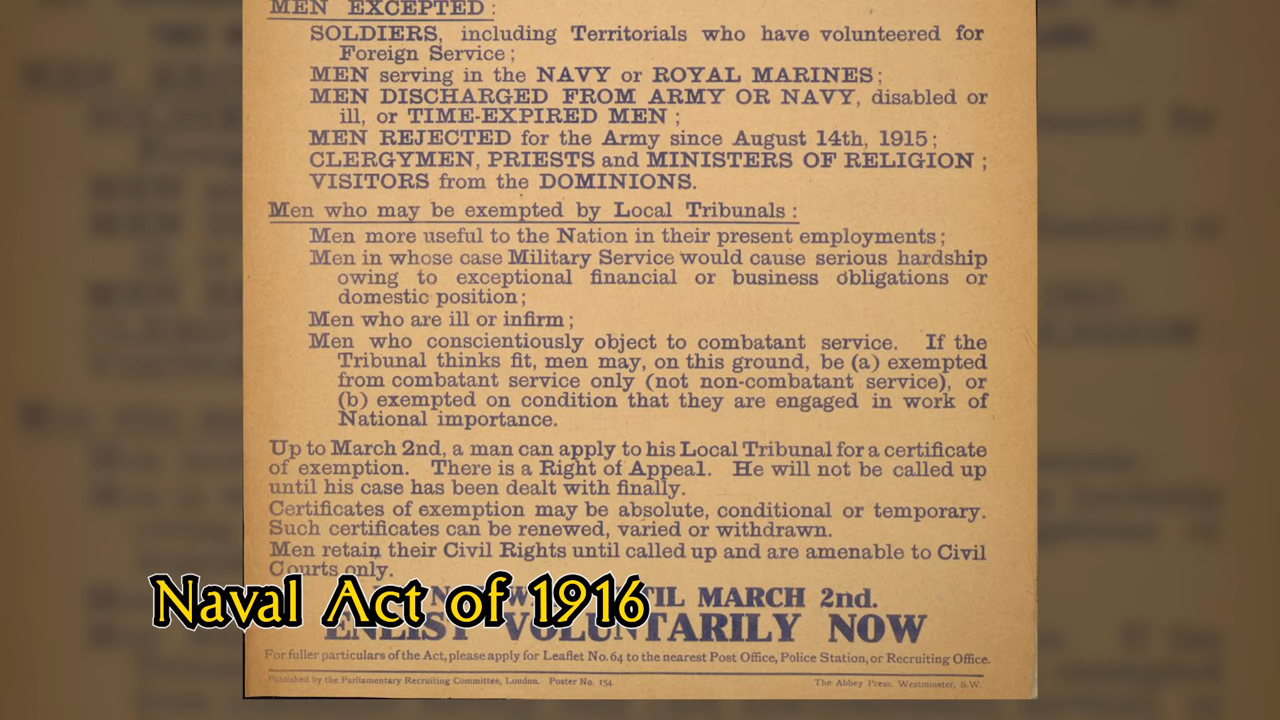 MEN EXCEPTED:
SOLDIERS, including Territorials who have volunteered for
Foreign Service;
MEN serving in the NAVY or ROYAL MARINES;
MEN DISCHARGED FROM ARMY OR NAVY, disabled or
ill, or TIME-EXPIRED MEN;
MEN REJECTED for the Army since August 14th, 1915;
CLERGYMEN, PRIESTS and MINISTERS OF RELIGION;
VISITORS from the DOMINIONS.
Men who may be exempted by Local Tribunals:
Men more useful to the Nation in their present employments;
Men in whose case Military Service would cause serious hardship
owing to exceptional financial or business obligations or
domestic position;
Men who are ill or infirm;
Men who conscientiously object to combatant service. If the
Tribunal thinks fit, men may, on this ground, be (a) exempted
from combatant service only (not non-combatant service), or
(b) exempted on condition that they are engaged in work of
National importance.
Up to March 2nd, a man can apply to his Local Tribunal for a certificate
of exemption. There is a Right of Appeal. He will not be called up
until his case has been dealt with finally.
Certificates of exemption may be absolute, conditional or temporary.
Such certificates can be renewed, varied or withdrawn.
Men retain their Civil Rights until called up and are amenable to Civil
Courts only.
MARCH 2nd.
Naval Act of 1916
ENLIST VOLUNTARILY NOW
For fuller particulars of the Act, please apply for Leaflet No. 64 to the nearest Post Office, Police Station, or Recruiting Office.
Published by the Parliamentary Recruiting Committee, London. Poster No. 154
The Abbey Press, Westminster, S.W.